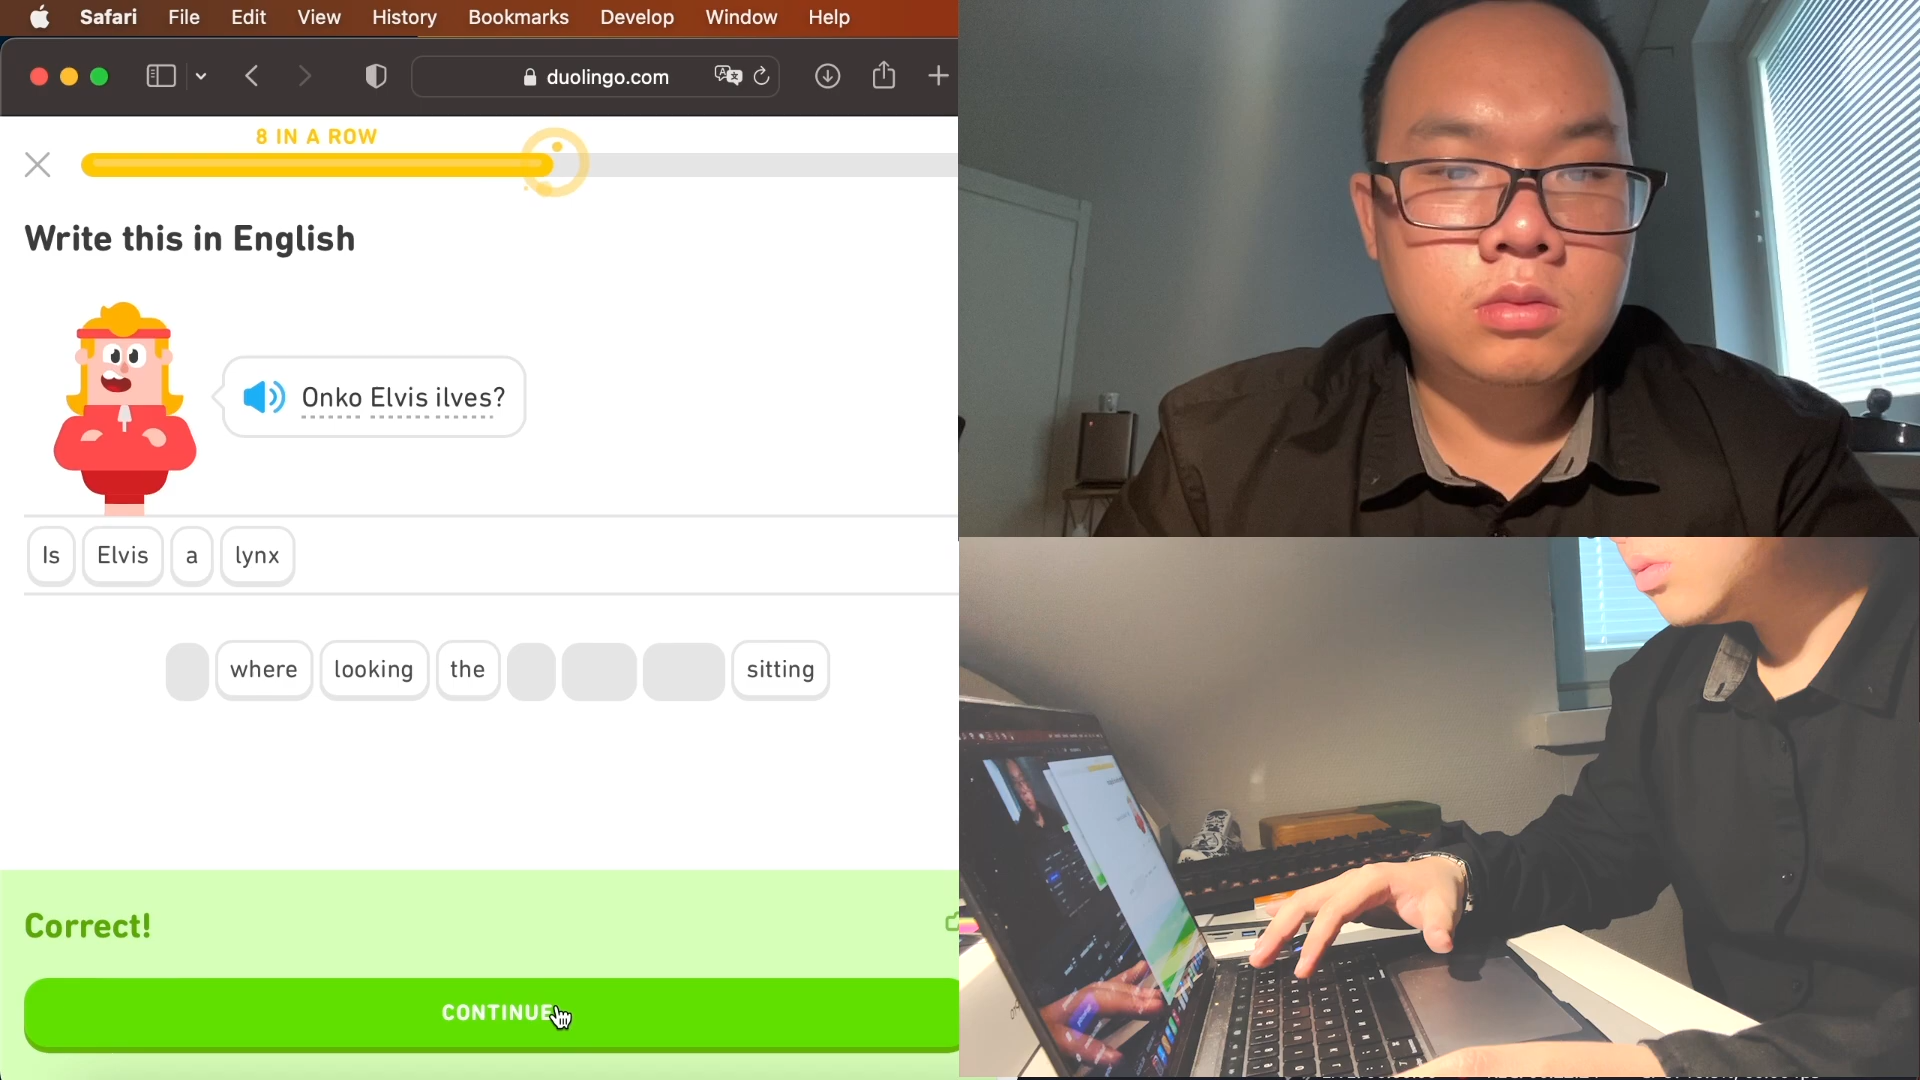 Safari File Edit View History Bookmarks Develop Window Help
duolingo.com
8 IN A ROW
Write this in English
Onko Elvis ilves?
Is Elvis a lynx
where looking the sitting
Correct!
CONTINUE